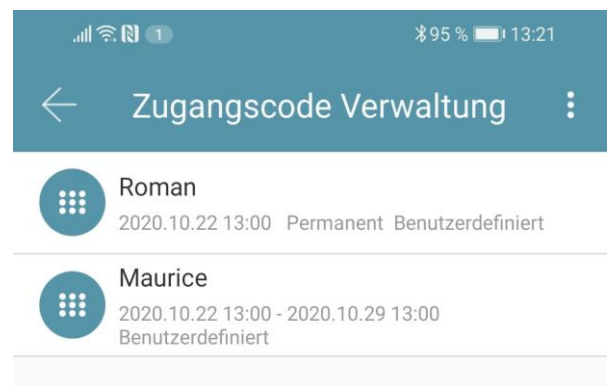 1 95 % 13:21
Zugangscode Verwaltung
Roman
2020.10.22 13:00 Permanent Benutzerdefiniert
Maurice
2020.10.22 13:00 - 2020.10.29 13:00
Benutzerdefiniert